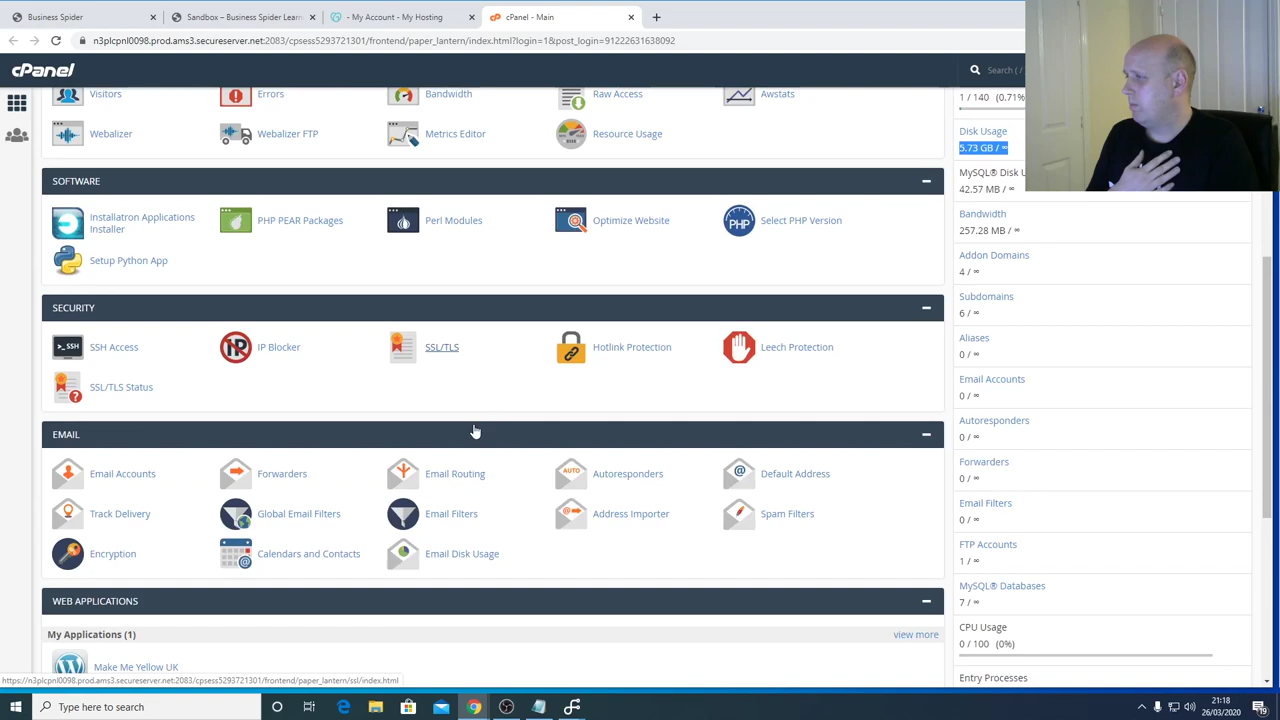 Business Spider
Sandbox – Business Spider Learn
- My Account - My Hosting
cPanel - Main
n3plcpnl0098.prod.ams3.secureserver.net:2083/cpsess5293721301/frontend/paper_lantern/index.html?login=1&post_login=91222631638092
cPanel
Search ( /
Visitors
Errors
Bandwidth
Raw Access
Awstats
Webalizer
Webalizer FTP
Metrics Editor
Resource Usage
SOFTWARE
Installatron Applications
Installer
PHP PEAR Packages
Perl Modules
Optimize Website
Select PHP Version
Setup Python App
SECURITY
SSH Access
IP Blocker
SSL/TLS
Hotlink Protection
Leech Protection
SSL/TLS Status
EMAIL
Email Accounts
Forwarders
Email Routing
Autoresponders
Default Address
Track Delivery
Global Email Filters
Email Filters
Address Importer
Spam Filters
Encryption
Calendars and Contacts
Email Disk Usage
WEB APPLICATIONS
My Applications (1)
view more
Make Me Yellow UK
1 / 140 (0.71%
Disk Usage
5.73 GB / ∞
MySQL® Disk U
42.57 MB / ∞
Bandwidth
257.28 MB / ∞
Addon Domains
4 / ∞
Subdomains
6 / ∞
Aliases
0 / ∞
Email Accounts
0 / ∞
Autoresponders
0 / ∞
Forwarders
0 / ∞
Email Filters
0 / ∞
FTP Accounts
1 / ∞
MySQL® Databases
7 / ∞
CPU Usage
0 / 100 (0%)
Entry Processes
https://n3plcpnl0098.prod.ams3.secureserver.net:2083/cpsess5293721301/frontend/paper_lantern/ssl/index.html
Type here to search
21:18
26/03/2020
19